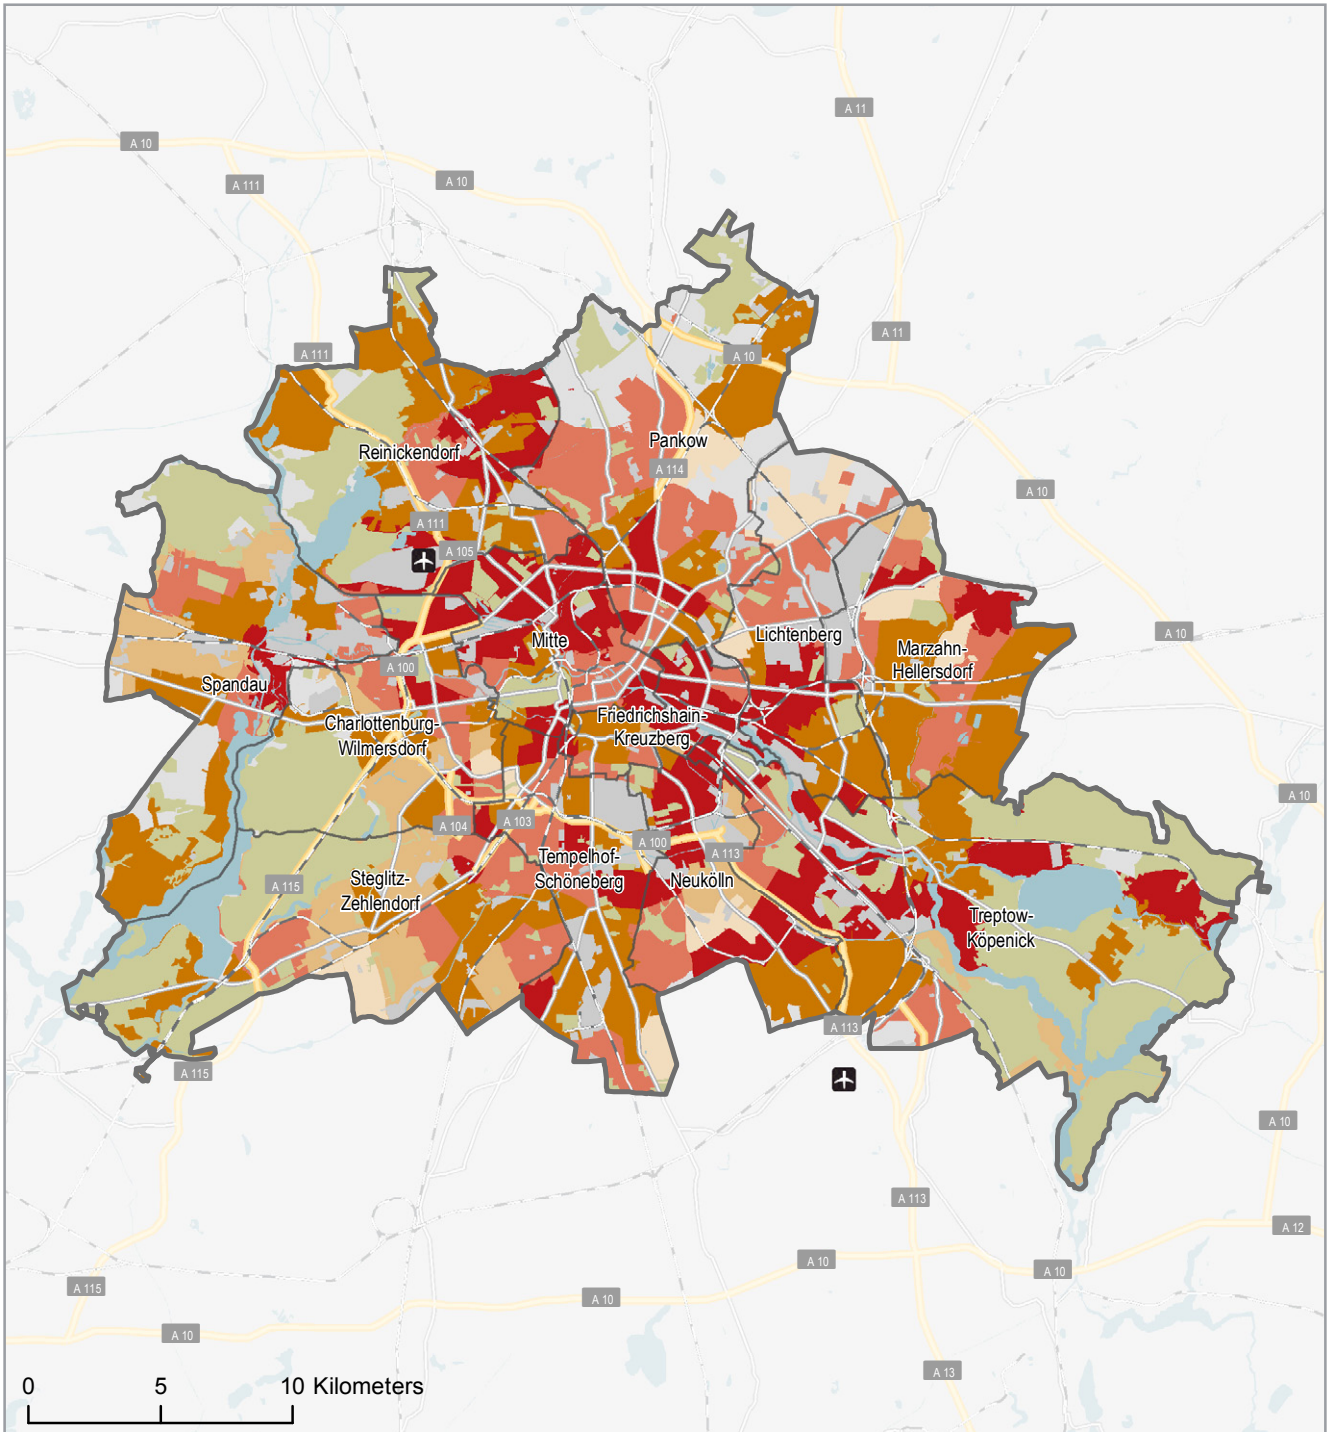 A 11
A 10
A 111
A 10
A 11
A 111
A 10
Pankow
Reinickendorf
A 114
A 10
A 111
A 105
A 10
Mitte
Lichtenberg
Marzahn-
Hellersdorf
A 100
Spandau
Friedrichshain-
Kreuzberg
Charlottenburg-
Wilmersdorf
A 10
A 104
A 103
A 100
A 113
Tempelhof-
Schöneberg
Neukölln
Steglitz-
Zehlendorf
A 115
Treptow-
Köpenick
A 113
A 115
A 10
A 113
A 12
A 10
A 10
A 115
A 10
A 10
A 13
0 5 10 Kilometers